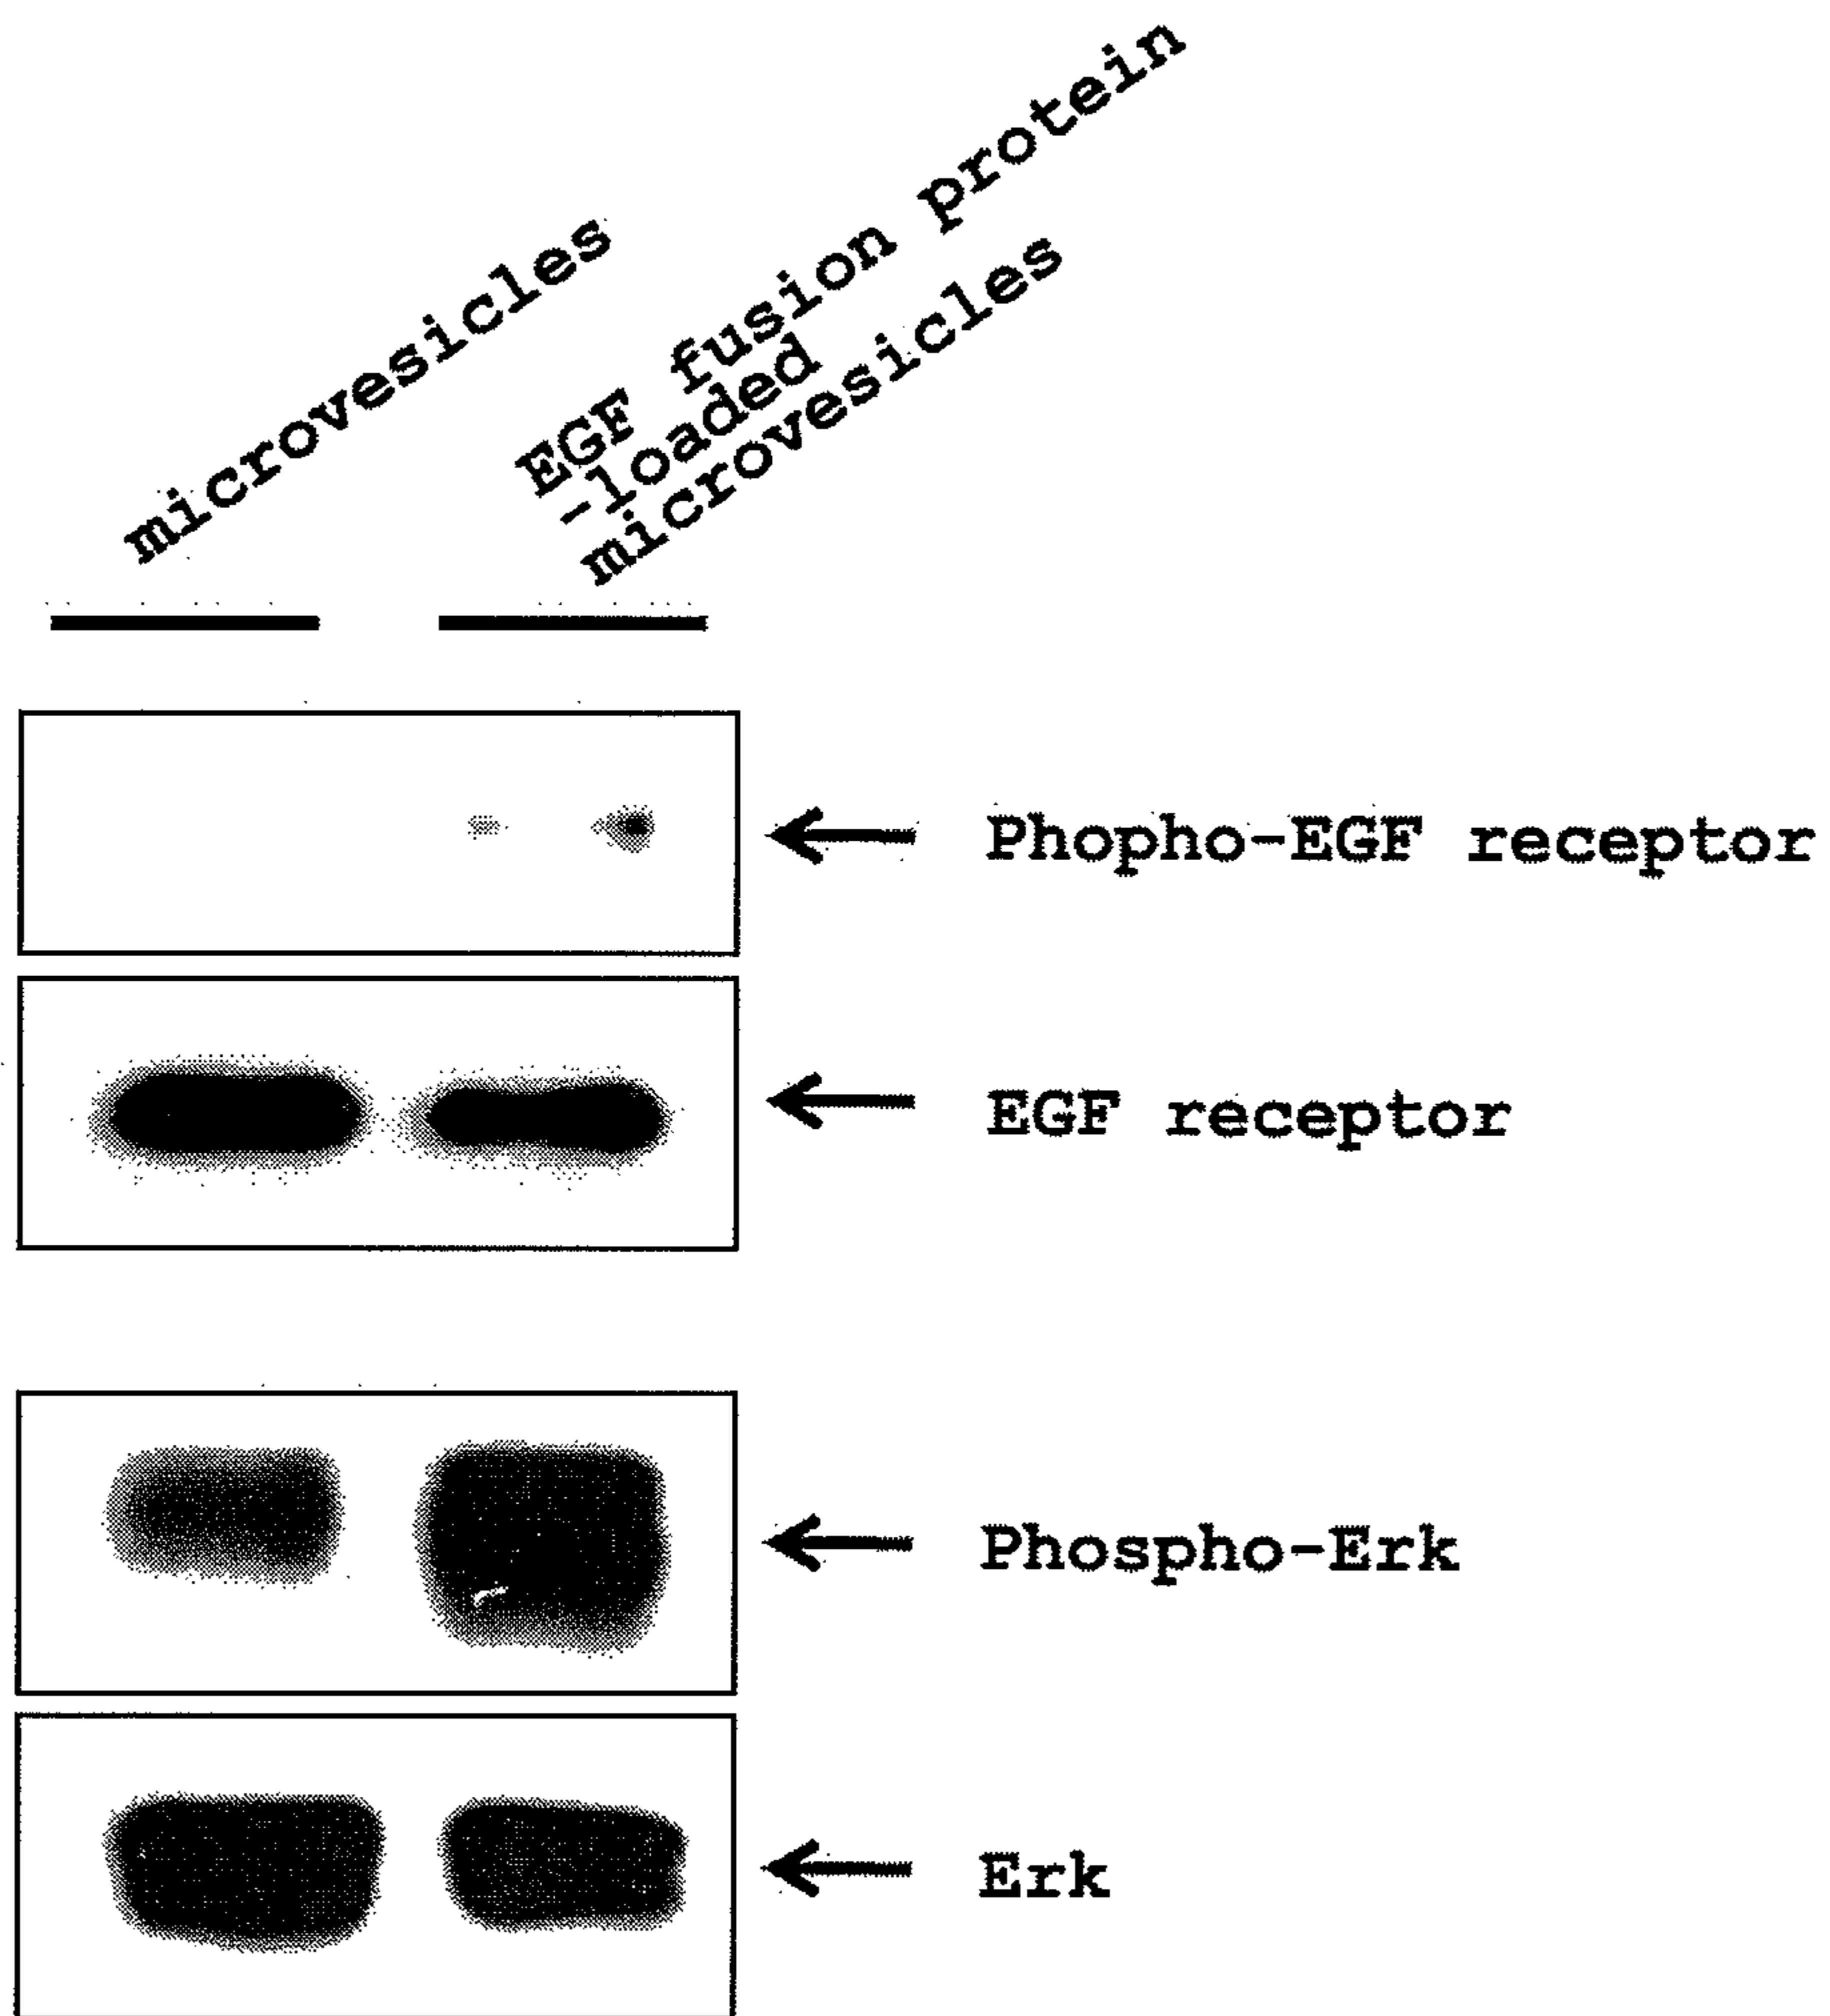 microvesicles
EGF fusion protein
-loaded
microvesicles
Phopho-EGF receptor
EGF receptor
Phospho-Erk
Erk